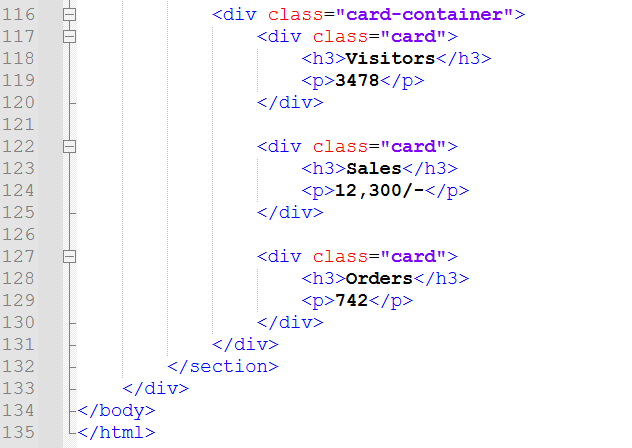 116 <div class="card-container">
117 <div class="card">
118 <h3>Visitors</h3>
119 <p>3478</p>
120 </div>
121
122 <div class="card">
123 <h3>Sales</h3>
124 <p>12,300/-</p>
125 </div>
126
127 <div class="card">
128 <h3>Orders</h3>
129 <p>742</p>
130 </div>
131 </div>
132 </section>
133 </div>
134 </body>
135 </html>